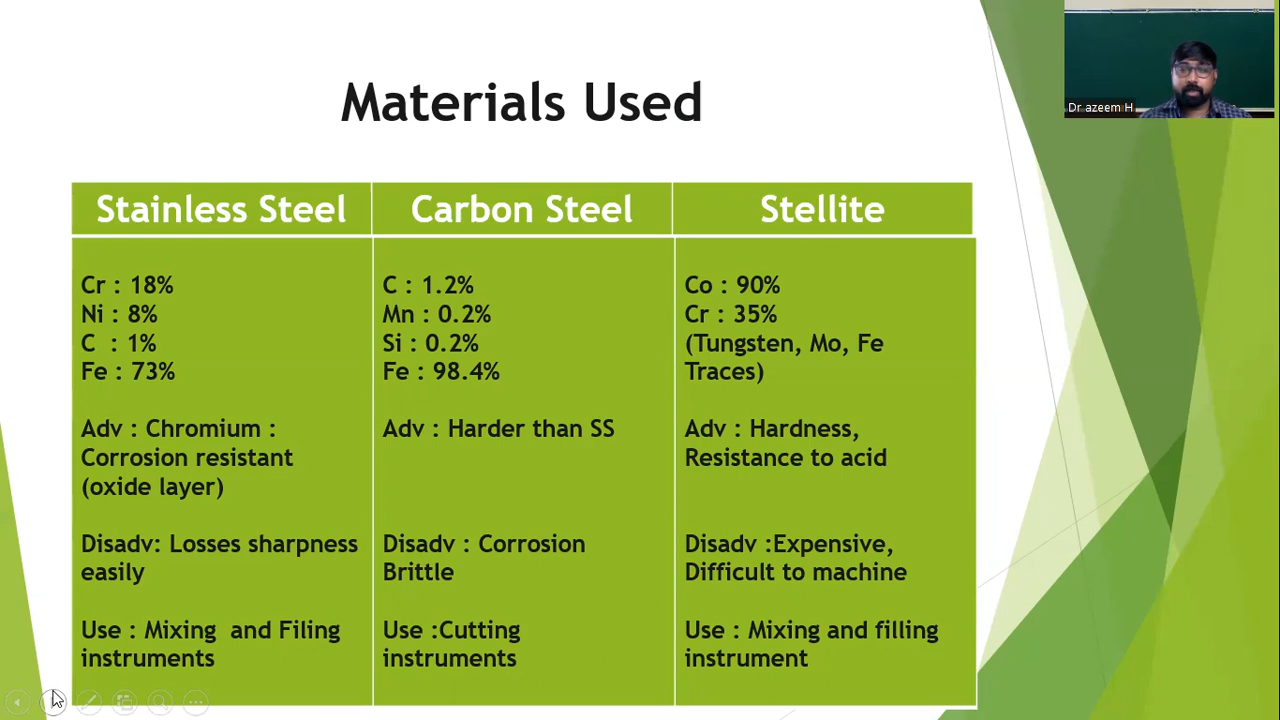 Dr azeem H
Materials Used
Stainless Steel
Carbon Steel
Stellite
Cr : 18%
Ni : 8%
C : 1%
Fe : 73%
Adv : Chromium :
Corrosion resistant
(oxide layer)
Disadv: Losses sharpness
easily
Use : Mixing and Filing
instruments
C : 1.2%
Mn : 0.2%
Si : 0.2%
Fe : 98.4%
Adv : Harder than SS
Disadv : Corrosion
Brittle
Use :Cutting
instruments
Co : 90%
Cr : 35%
(Tungsten, Mo, Fe
Traces)
Adv : Hardness,
Resistance to acid
Disadv :Expensive,
Difficult to machine
Use : Mixing and filling
instrument